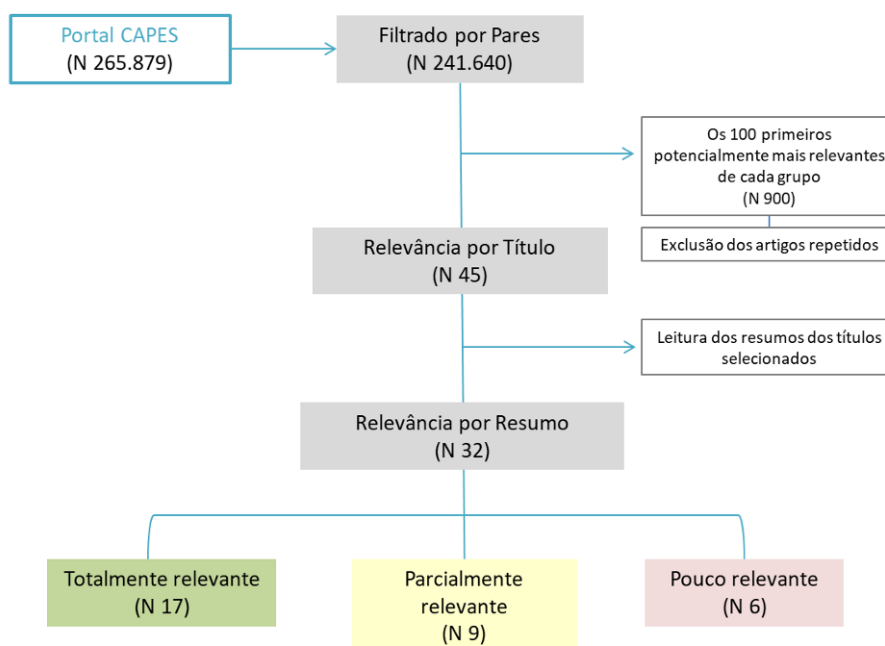 Portal CAPES
(N 265.879)
Filtrado por Pares
(N 241.640)
Os 100 primeiros
potencialmente mais relevantes
de cada grupo
(N 900)
Exclusão dos artigos repetidos
Relevância por Título
(N 45)
Leitura dos resumos dos títulos
selecionados
Relevância por Resumo
(N 32)
Totalmente relevante
(N 17)
Parcialmente
relevante
(N 9)
Pouco relevante
(N 6)